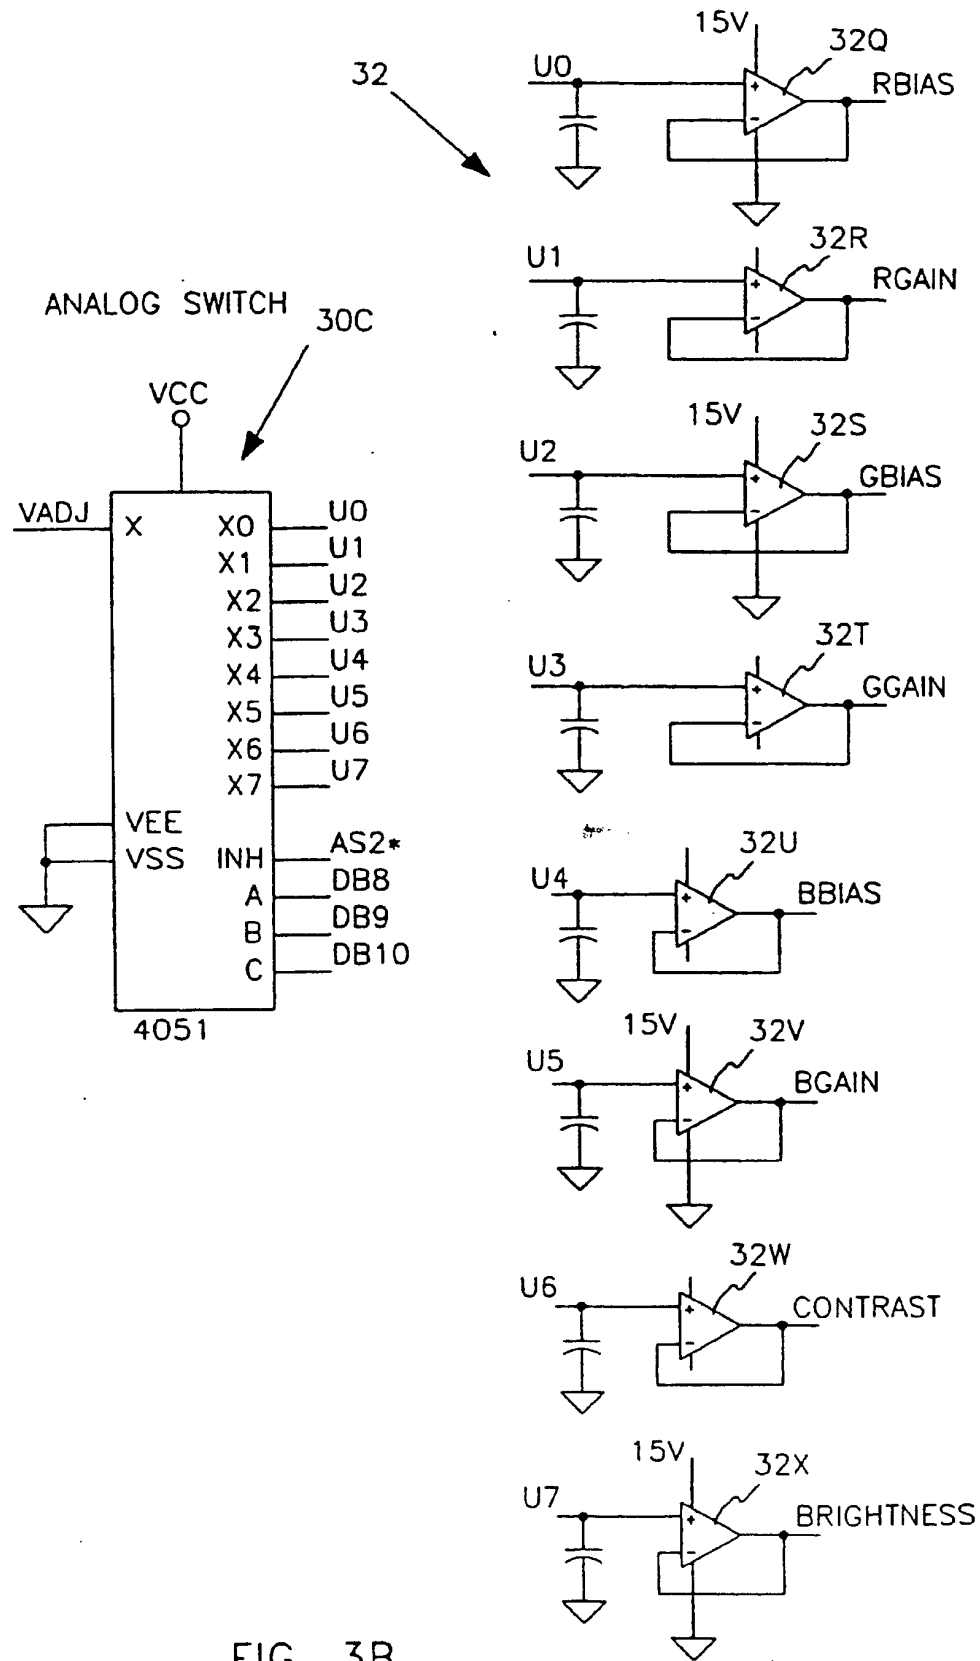 ANALOG SWITCH
30C
VCC
VADJ
X
X0 U0
X1 U1
X2 U2
X3 U3
X4 U4
X5 U5
X6 U6
X7 U7
VEE
VSS
INH AS2*
A DB8
B DB9
C DB10
4051
32
U0 15V + - 32Q RBIAS
U1 + - 32R RGAIN
U2 15V + - 32S GBIAS
U3 + - 32T GGAIN
U4 + - 32U BBIAS
U5 15V + - 32V BGAIN
U6 + - 32W CONTRAST
U7 15V + - 32X BRIGHTNESS
FIG. 3B